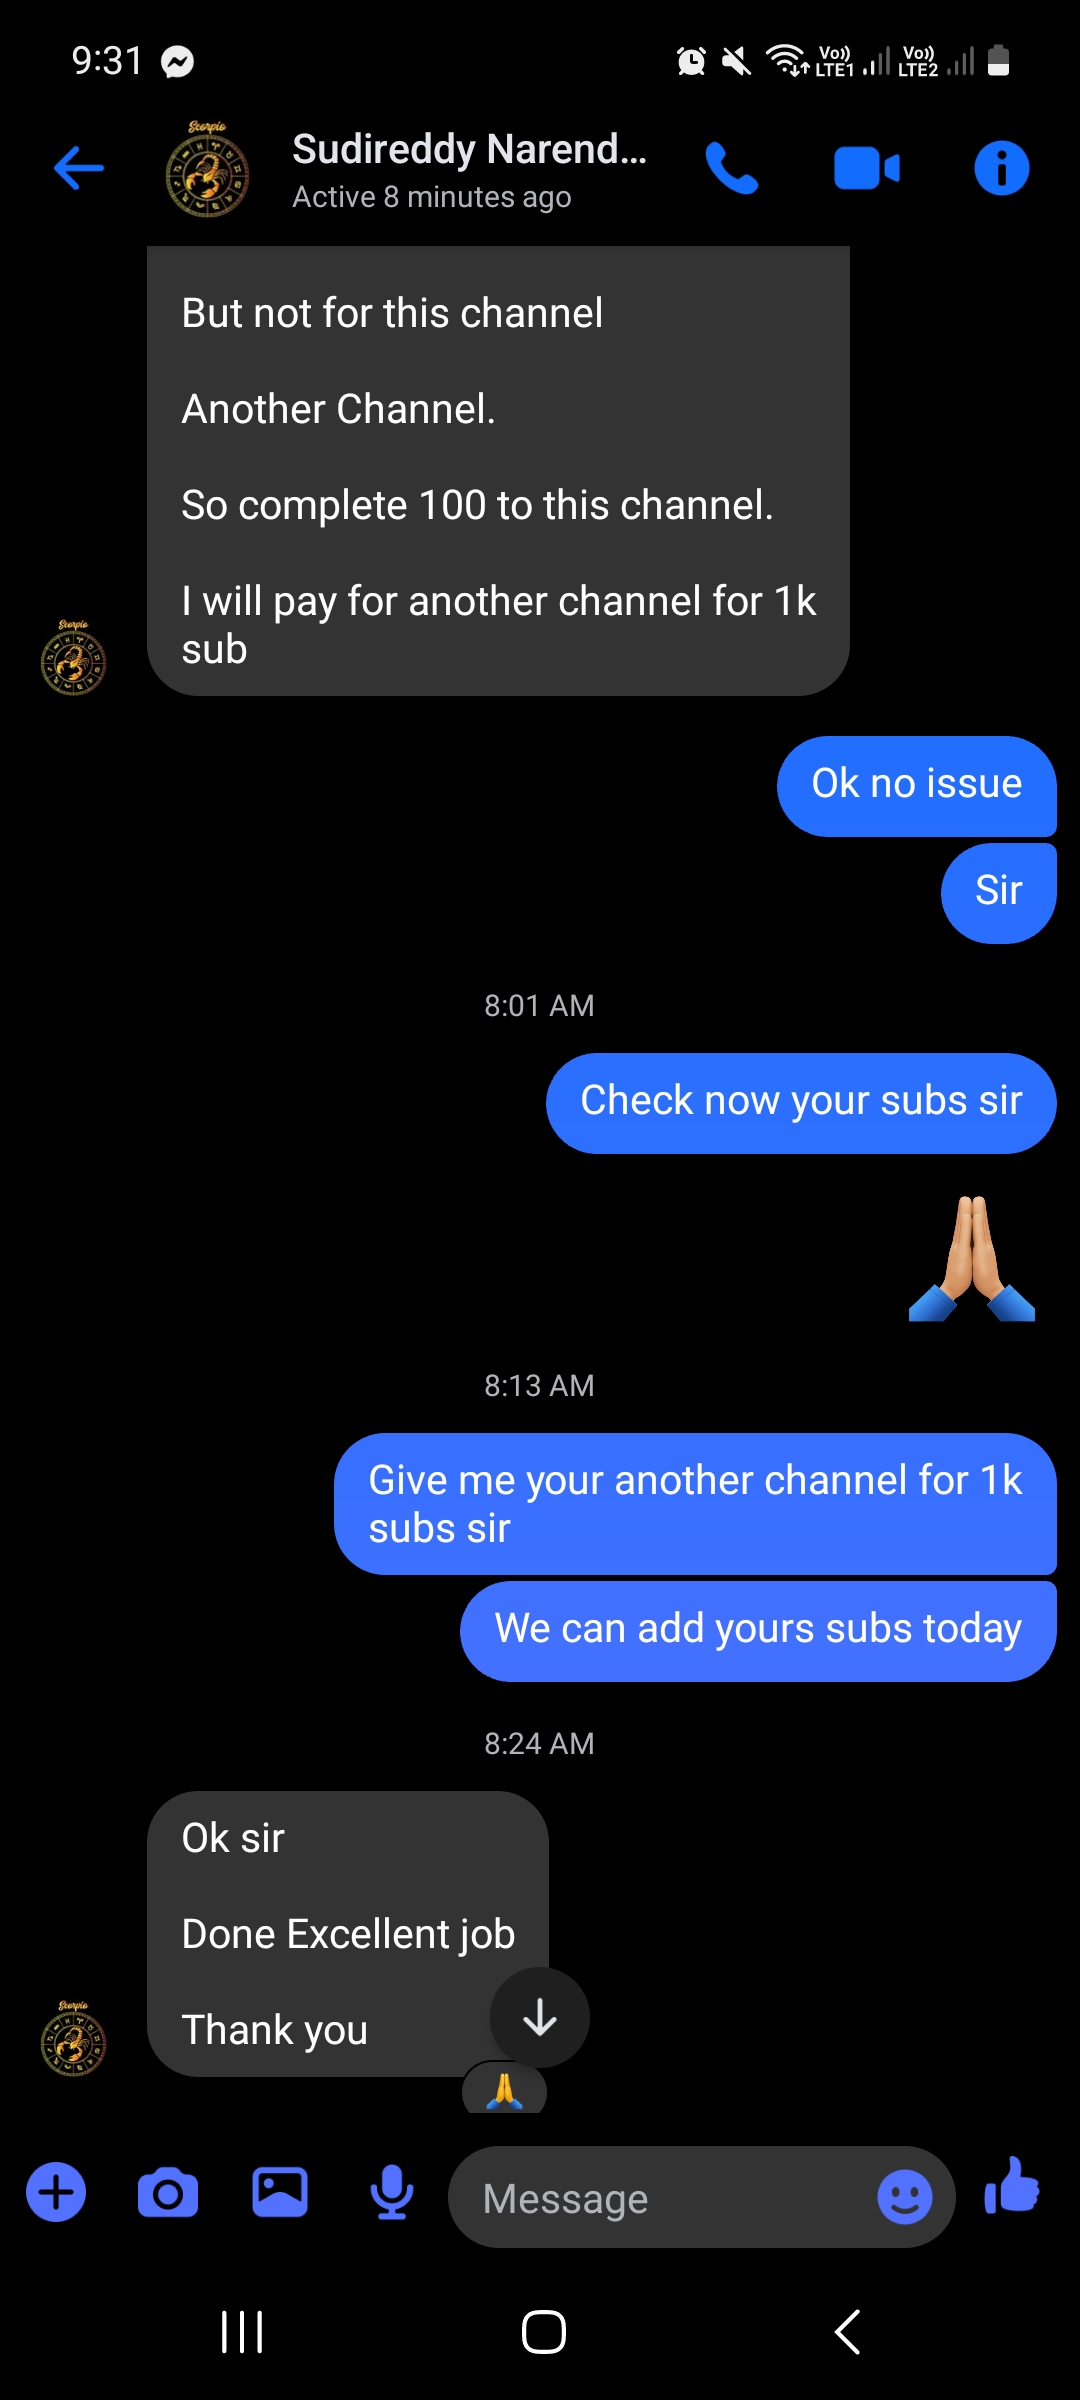 9:31
Vo)) LTE1 Vo)) LTE2
Scorpio
Sudireddy Narend...
Active 8 minutes ago
But not for this channel
Another Channel.
So complete 100 to this channel.
I will pay for another channel for 1k
sub
Scorpio
Ok no issue
Sir
8:01 AM
Check now your subs sir
8:13 AM
Give me your another channel for 1k
subs sir
We can add yours subs today
8:24 AM
Ok sir
Done Excellent job
Thank you
Scorpio
Message